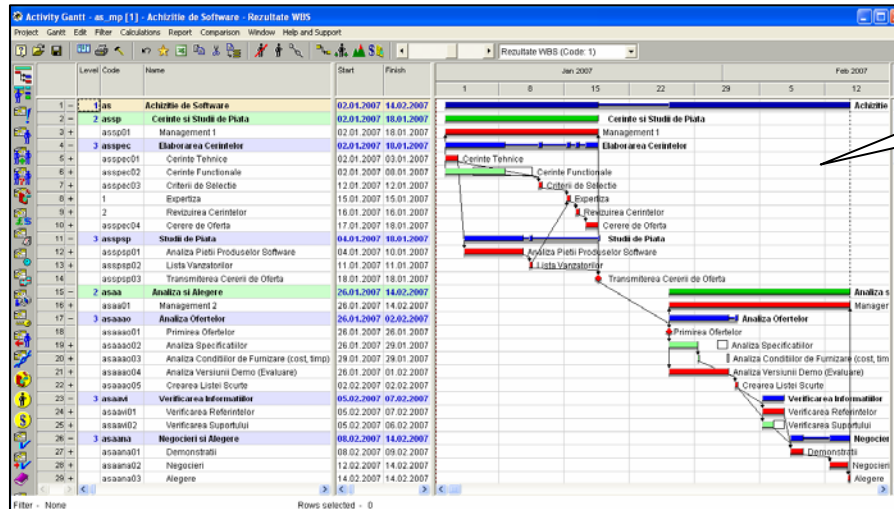 Activity Gantt - as_mp [1] - Achizitie de Software - Rezultate WBS
Project Gantt Edit Filter Calculations Report Comparison Window Help and Support
Rezultate WBS (Code: 1)
Level Code Name Start Finish Jan 2007 Feb 2007
1 8 15 22 29 5 12
1 1 as Achizitie de Software 02.01.2007 14.02.2007 Achizitie
2 2 assp Cerinte si Studii de Piata 02.01.2007 18.01.2007 Cerinte si Studii de Piata
3 assp01 Management 1 02.01.2007 18.01.2007 Management 1
4 3 asspec Elaborarea Cerintelor 02.01.2007 18.01.2007 Elaborarea Cerintelor
5 asspec01 Cerinte Tehnice 02.01.2007 03.01.2007 Cerinte Tehnice
6 asspec02 Cerinte Functionale 02.01.2007 08.01.2007 Cerinte Functionale
7 asspec03 Criterii de Selectie 12.01.2007 12.01.2007 Criterii de Selectie
8 1 Expertiza 15.01.2007 15.01.2007 Expertiza
9 2 Revizuirea Cerintelor 16.01.2007 16.01.2007 Revizuirea Cerintelor
10 asspec04 Cerere de Oferta 17.01.2007 18.01.2007 Cerere de Oferta
11 3 asspsp Studii de Piata 04.01.2007 18.01.2007 Studii de Piata
12 asspsp01 Analiza Pietii Produselor Software 04.01.2007 10.01.2007 Analiza Pietii Produselor Software
13 asspsp02 Lista Vanzatorilor 11.01.2007 11.01.2007 Lista Vanzatorilor
14 asspsp03 Transmiterea Cererii de Oferta 18.01.2007 18.01.2007 Transmiterea Cererii de Oferta
15 2 asaa Analiza si Alegere 26.01.2007 14.02.2007 Analiza s
16 asaa01 Management 2 26.01.2007 14.02.2007 Manager
17 3 asaaao Analiza Ofertelor 26.01.2007 02.02.2007 Analiza Ofertelor
18 asaaao01 Primirea Ofertelor 26.01.2007 26.01.2007 Primirea Ofertelor
19 asaaao02 Analiza Specificatiilor 26.01.2007 29.01.2007 Analiza Specificatiilor
20 asaaao03 Analiza Conditiilor de Furnizare (cost, timp) 29.01.2007 29.01.2007 Analiza Conditiilor de Furnizare (cost, tim
21 asaaao04 Analiza Versiunii Demo (Evaluare) 26.01.2007 01.02.2007 Analiza Versiunii Demo (Evaluare)
22 asaaao05 Crearea Listei Scurte 02.02.2007 02.02.2007 Crearea Listei Scurte
23 3 asaavi Verificarea Informatiilor 05.02.2007 07.02.2007 Verificarea Informatiilor
24 asaavi01 Verificarea Referintelor 05.02.2007 07.02.2007 Verificarea Referintelor
25 asaavi02 Verificarea Suportului 05.02.2007 06.02.2007 Verificarea Suportului
26 3 asaana Negocieri si Alegere 08.02.2007 14.02.2007 Negocieri
27 asaana01 Demonstratii 08.02.2007 09.02.2007 Demonstratii
28 asaana02 Negocieri 12.02.2007 14.02.2007 Negocieri
29 asaana03 Alegere 14.02.2007 14.02.2007 Alegere
Filter - None Rows selected - 0